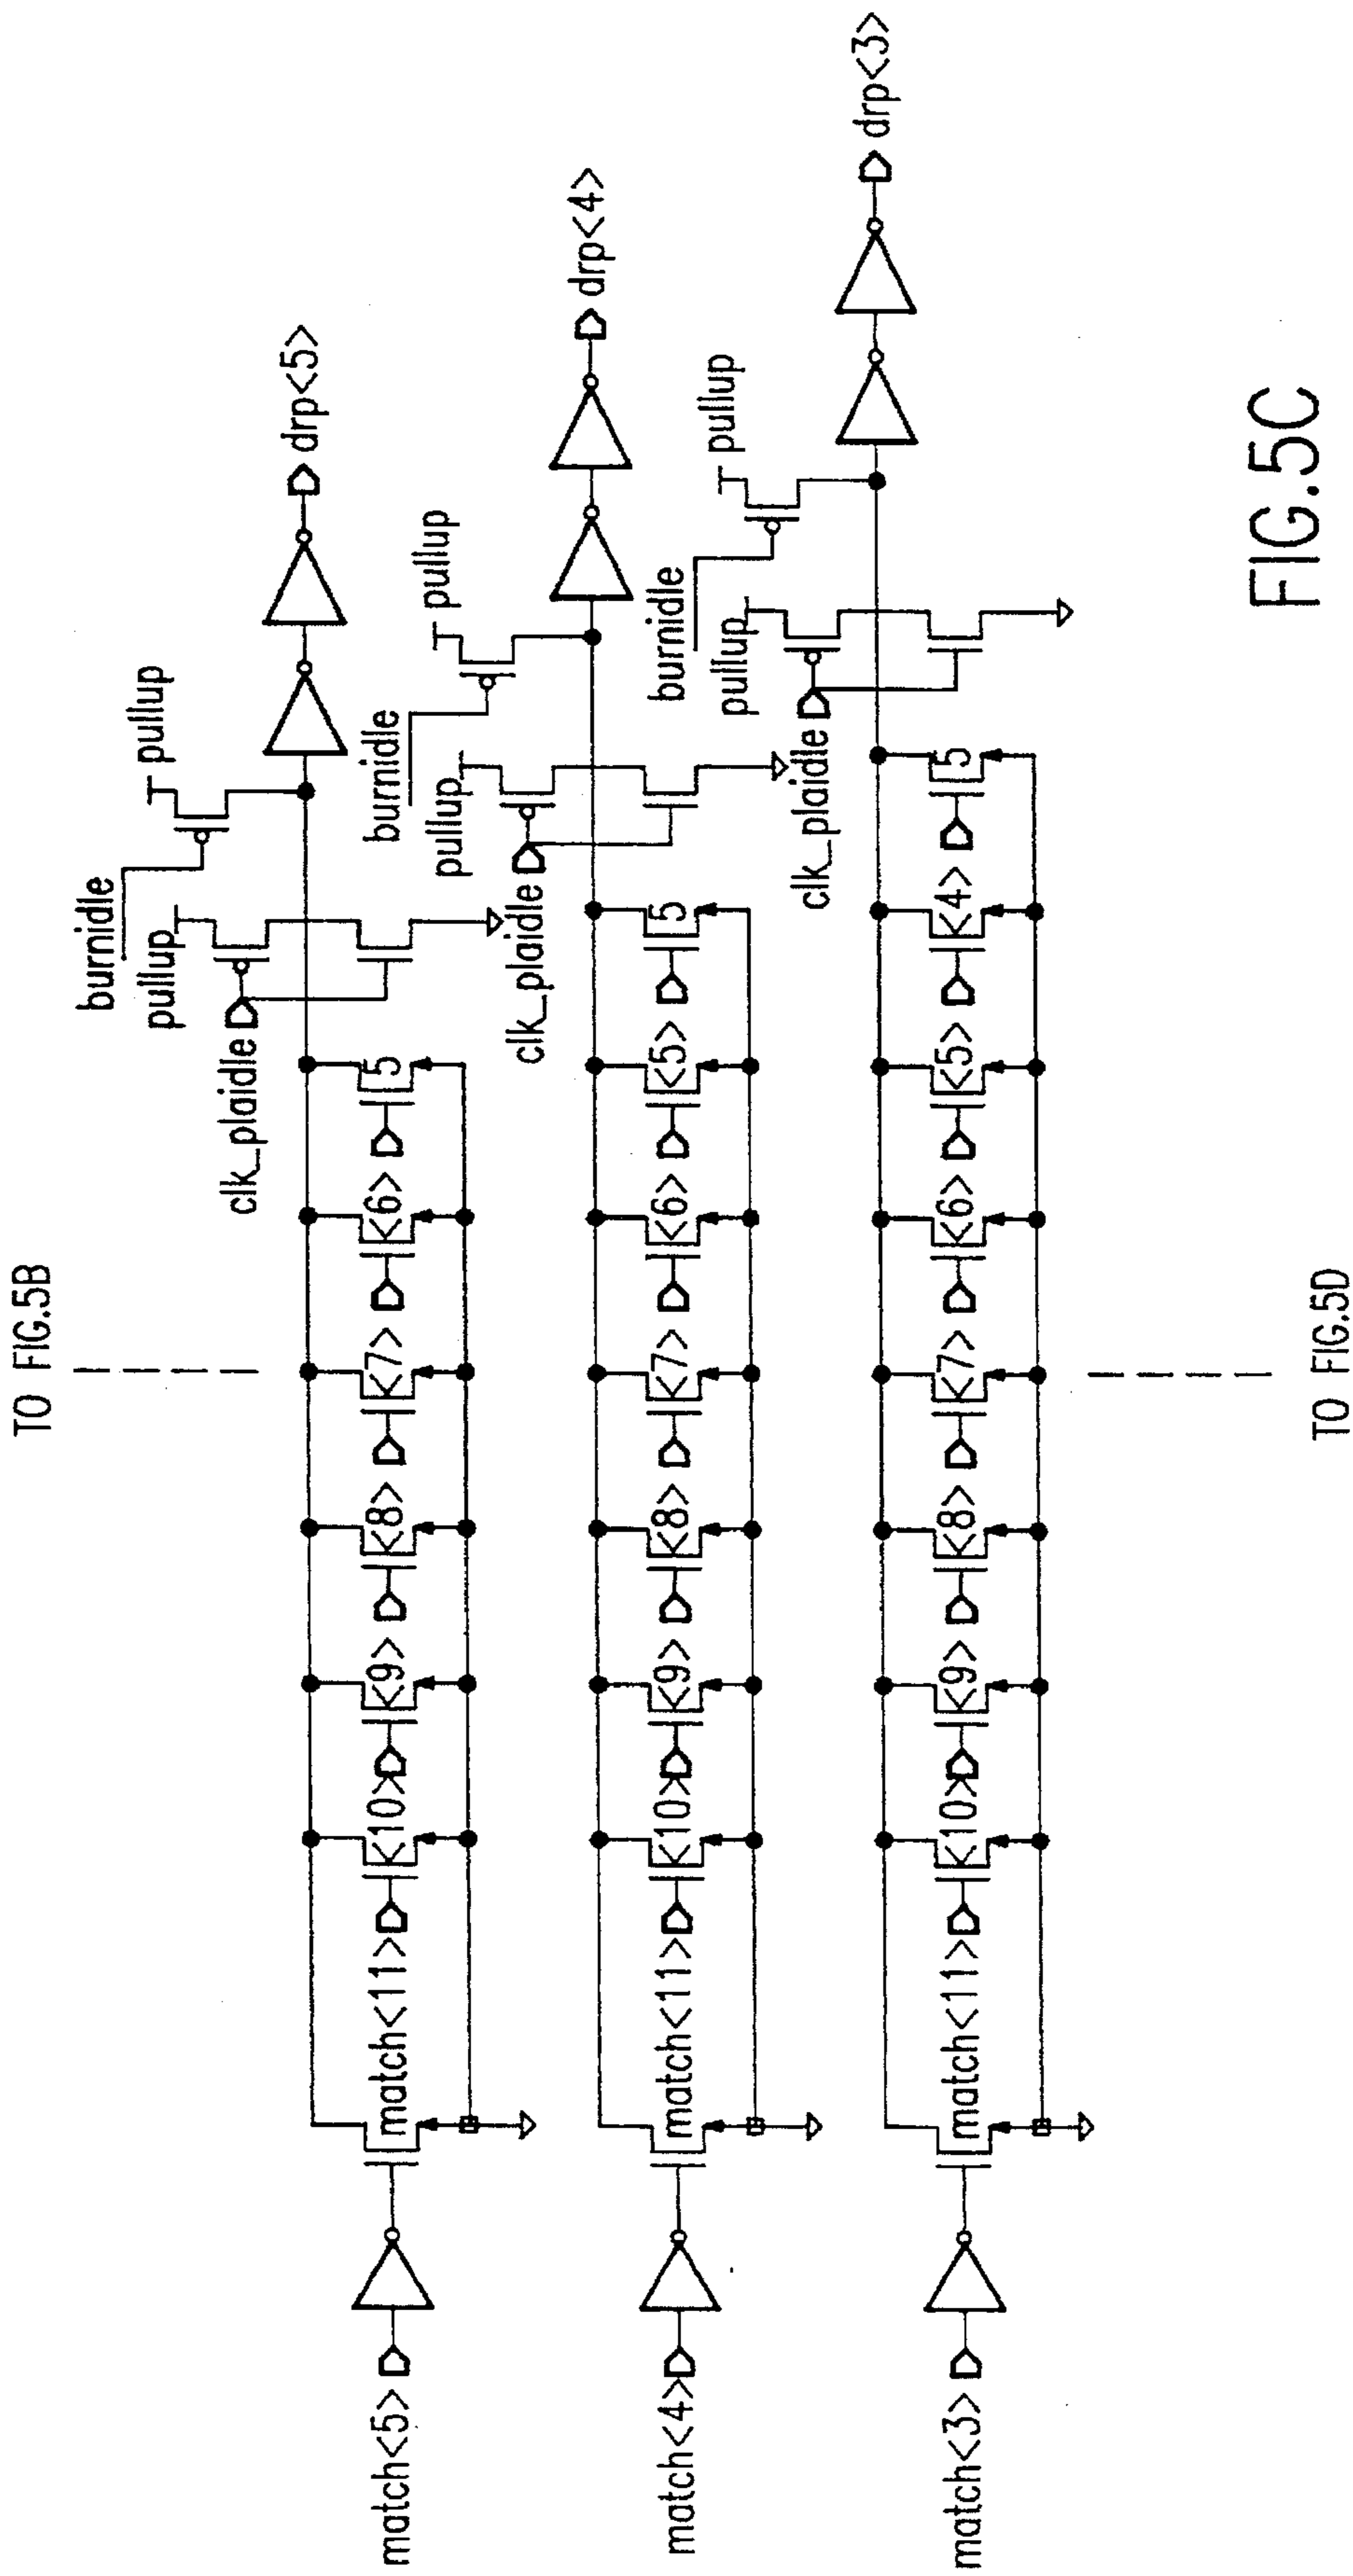 TO FIG.5B
burnidle
pullup
pullup
clk_plaidle
drp<5>
match<5>
match<11>
<10>
<9>
<8>
<7>
<6>
5
burnidle
pullup
pullup
clk_plaidle
drp<4>
match<4>
match<11>
<10>
<9>
<8>
<7>
<6>
<5>
5
burnidle
pullup
pullup
clk_plaidle
drp<3>
match<3>
match<11>
<10>
<9>
<8>
<7>
<6>
<5>
<4>
5
TO FIG.5D
FIG.5C